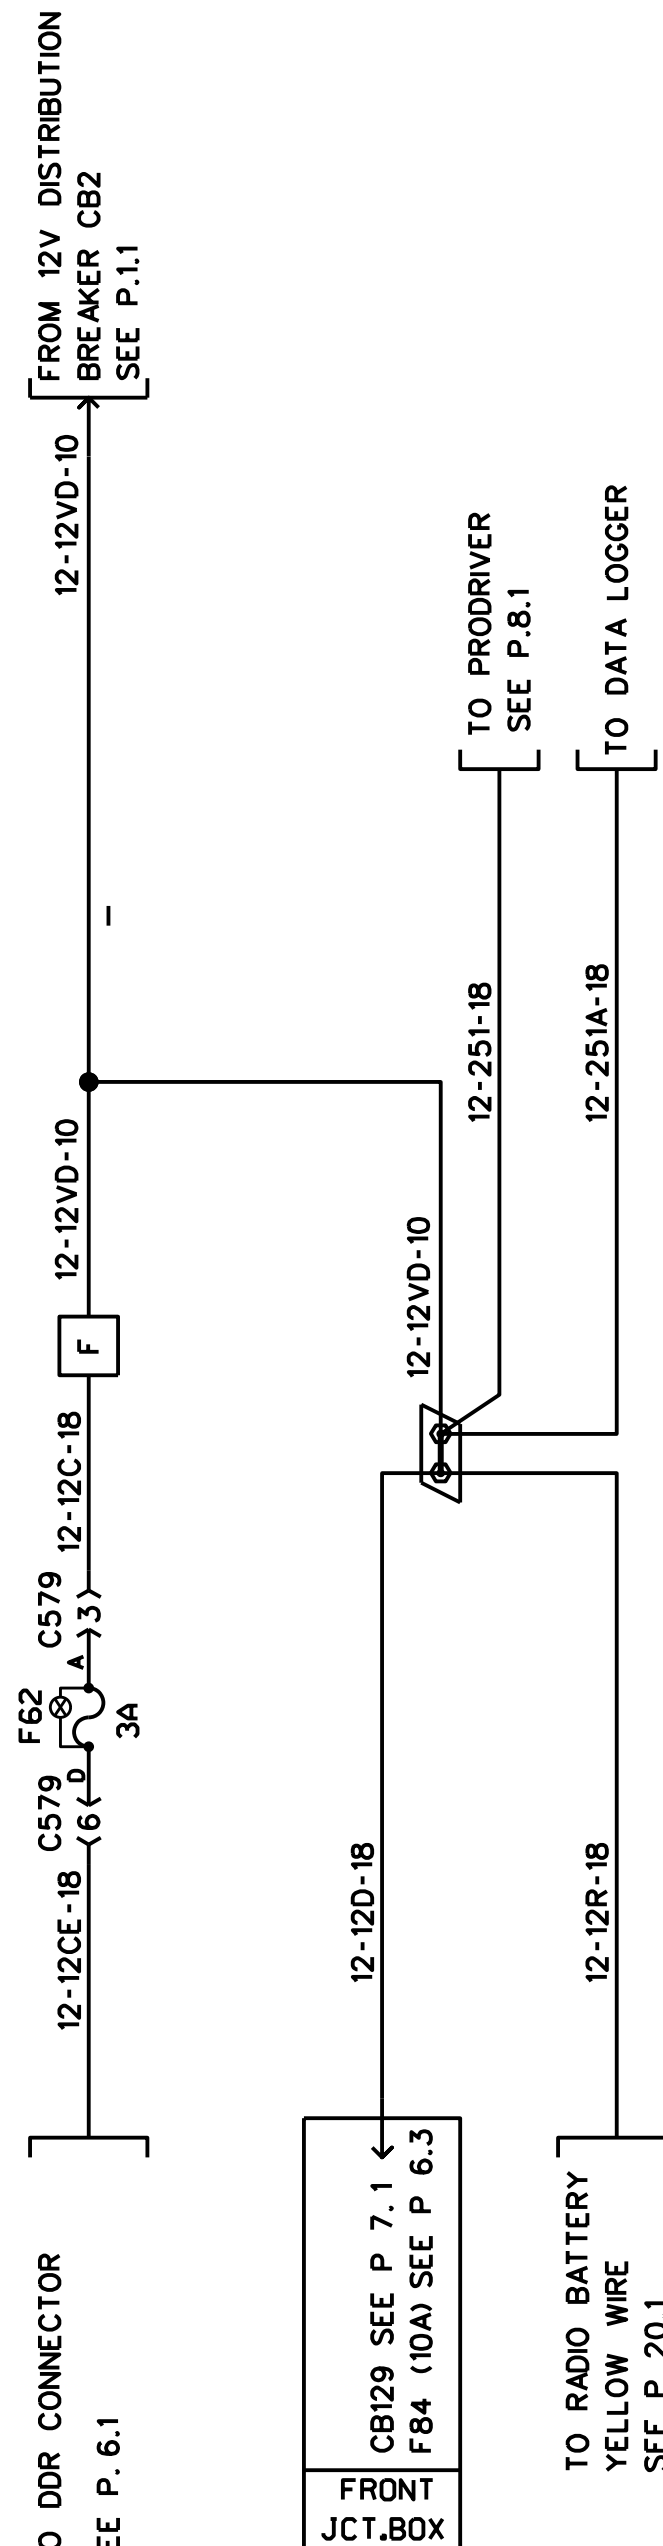 FROM 12V DISTRIBUTION
BREAKER CB2
SEE P.1.1
12-12VD-10
TO PRODRIVER
SEE P.8.1
TO DATA LOGGER
12-251-18
12-251A-18
12-12VD-10
12-12VD-10
F
12-12C-18
C579
3
A
F62
3A
D
C579
6
12-12CE-18
12-12D-18
12-12R-18
DDR CONNECTOR
P. 6.1
CB129 SEE P 7.1
F84 (10A) SEE P 6.3
FRONT
JCT.BOX
TO RADIO BATTERY
YELLOW WIRE
SEE P 20.1